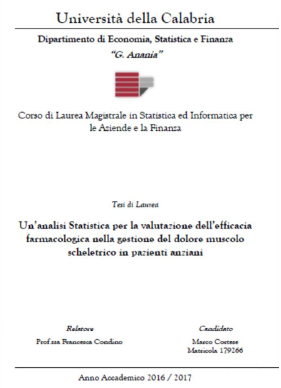 Università della Calabria
Dipartimento di Economia, Statistica e Finanza
“G. Anania”
Corso di Laurea Magistrale in Statistica ed Informatica per
le Aziende e la Finanza
Tesi di Laurea
Un’analisi Statistica per la valutazione dell’efficacia
farmacologica nella gestione del dolore muscolo
scheletrico in pazienti anziani
Relatore
Candidato
Prof.ssa Francesca Condino
Marco Correse
Matricola 179266
Anno Accademico 2016 / 2017